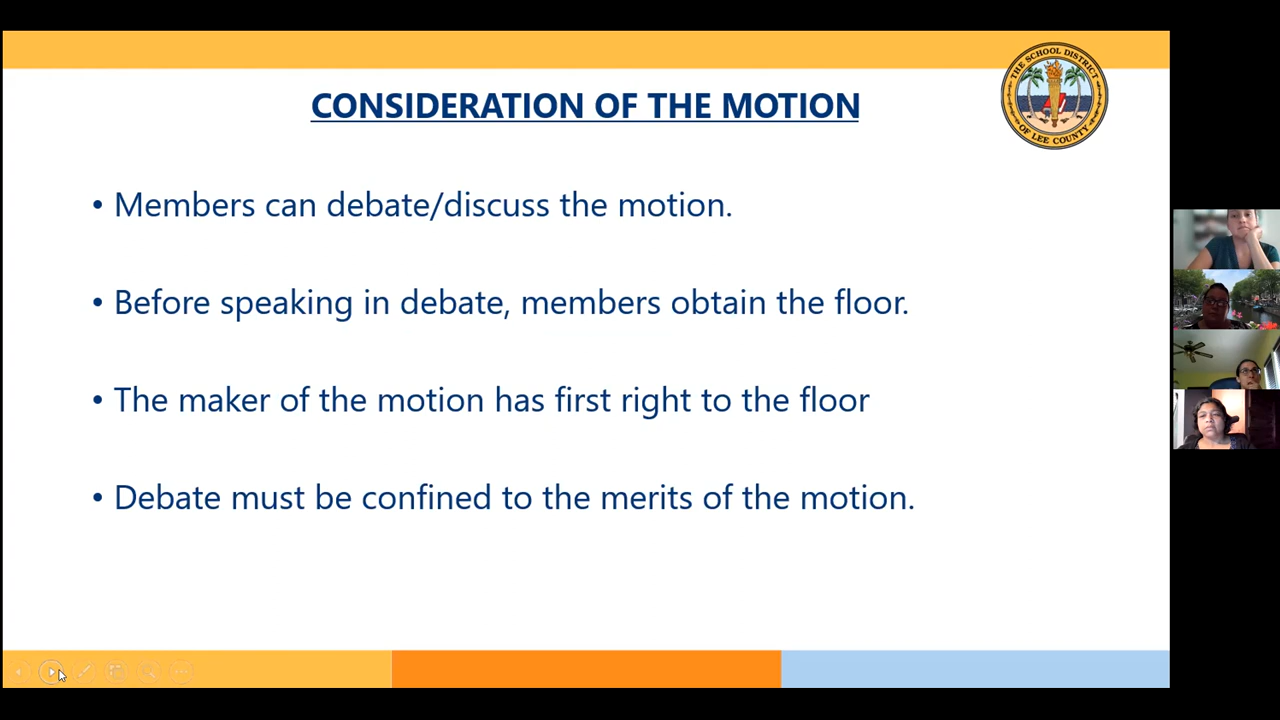 CONSIDERATION OF THE MOTION
THE SCHOOL DISTRICT
OF LEE COUNTY
• Members can debate/discuss the motion.
• Before speaking in debate, members obtain the floor.
• The maker of the motion has first right to the floor
• Debate must be confined to the merits of the motion.